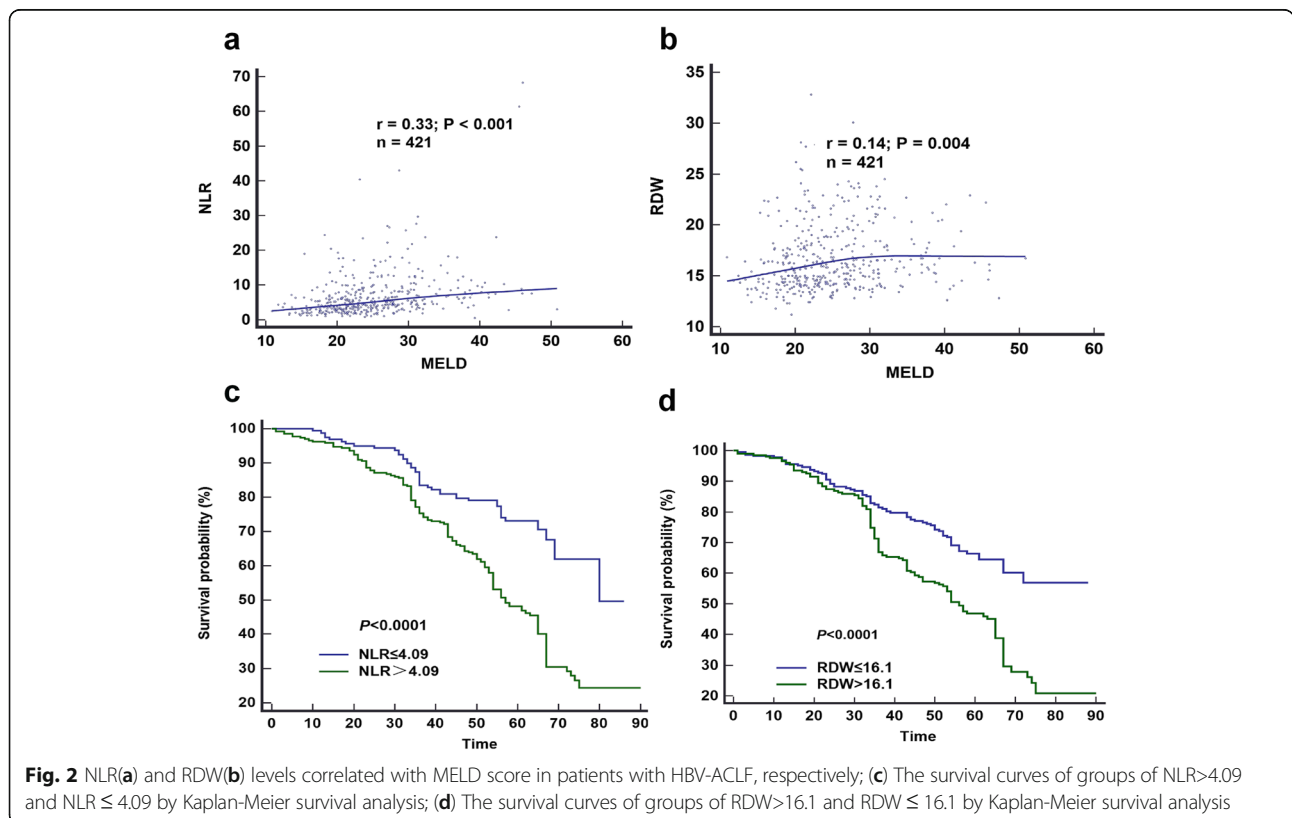 a
70
60
50
40
30
20
10
0
NLR
r = 0.33; P < 0.001
n = 421
10 20 30 40 50 60
MELD
b
35
30
25
20
15
10
RDW
r = 0.14; P = 0.004
n = 421
10 20 30 40 50 60
MELD
c
100
90
80
70
60
50
40
30
20
Survival probability (%)
P<0.0001
NLR≤4.09
NLR＞4.09
0 10 20 30 40 50 60 70 80 90
Time
d
100
90
80
70
60
50
40
30
20
Survival probability (%)
P<0.0001
RDW≤16.1
RDW>16.1
0 10 20 30 40 50 60 70 80 90
Time
Fig. 2 NLR(a) and RDW(b) levels correlated with MELD score in patients with HBV-ACLF, respectively; (c) The survival curves of groups of NLR>4.09
and NLR ≤ 4.09 by Kaplan-Meier survival analysis; (d) The survival curves of groups of RDW>16.1 and RDW ≤ 16.1 by Kaplan-Meier survival analysis